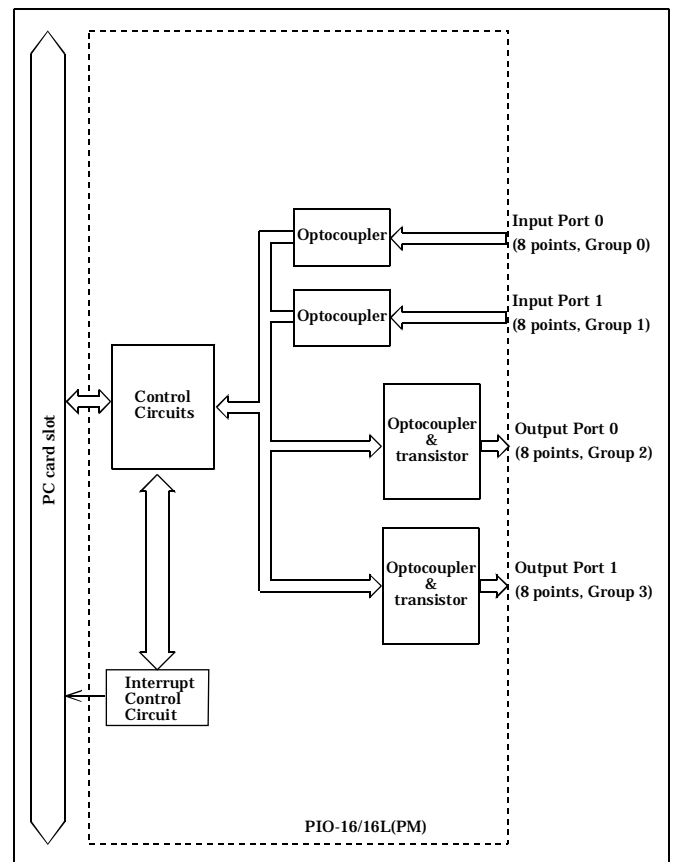 Optocoupler
Input Port 0
(8 points, Group 0)
Optocoupler
Input Port 1
(8 points, Group 1)
PC card slot
Control
Circuits
Optocoupler
&
transistor
Output Port 0
(8 points, Group 2)
Optocoupler
&
transistor
Output Port 1
(8 points, Group 3)
Interrupt
Control
Circuit
PIO-16/16L(PM)